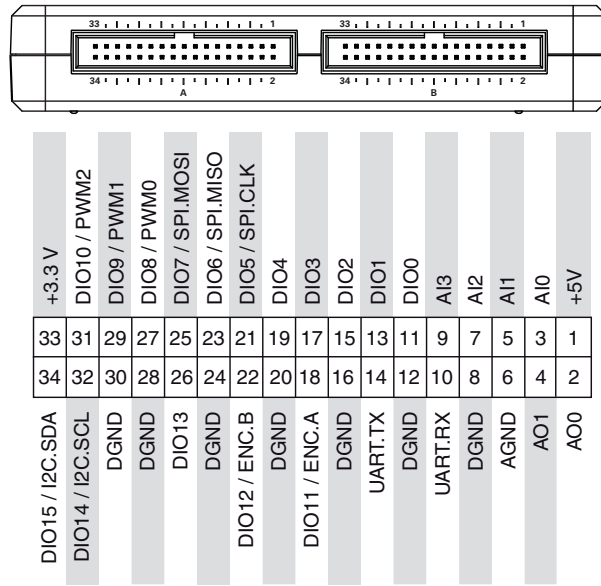 33 1 33 1
34 2 34 2
A B
+3.3 V
DIO10 / PWM2
DIO9 / PWM1
DIO8 / PWM0
DIO7 / SPI.MOSI
DIO6 / SPI.MISO
DIO5 / SPI.CLK
DIO4
DIO3
DIO2
DIO1
DIO0
AI3
AI2
AI1
AI0
+5V
33 31 29 27 25 23 21 19 17 15 13 11 9 7 5 3 1
34 32 30 28 26 24 22 20 18 16 14 12 10 8 6 4 2
DIO15 / I2C.SDA
DIO14 / I2C.SCL
DGND
DGND
DIO13
DGND
DIO12 / ENC.B
DGND
DIO11 / ENC.A
DGND
UART.TX
DGND
UART.RX
DGND
AGND
AO1
AO0